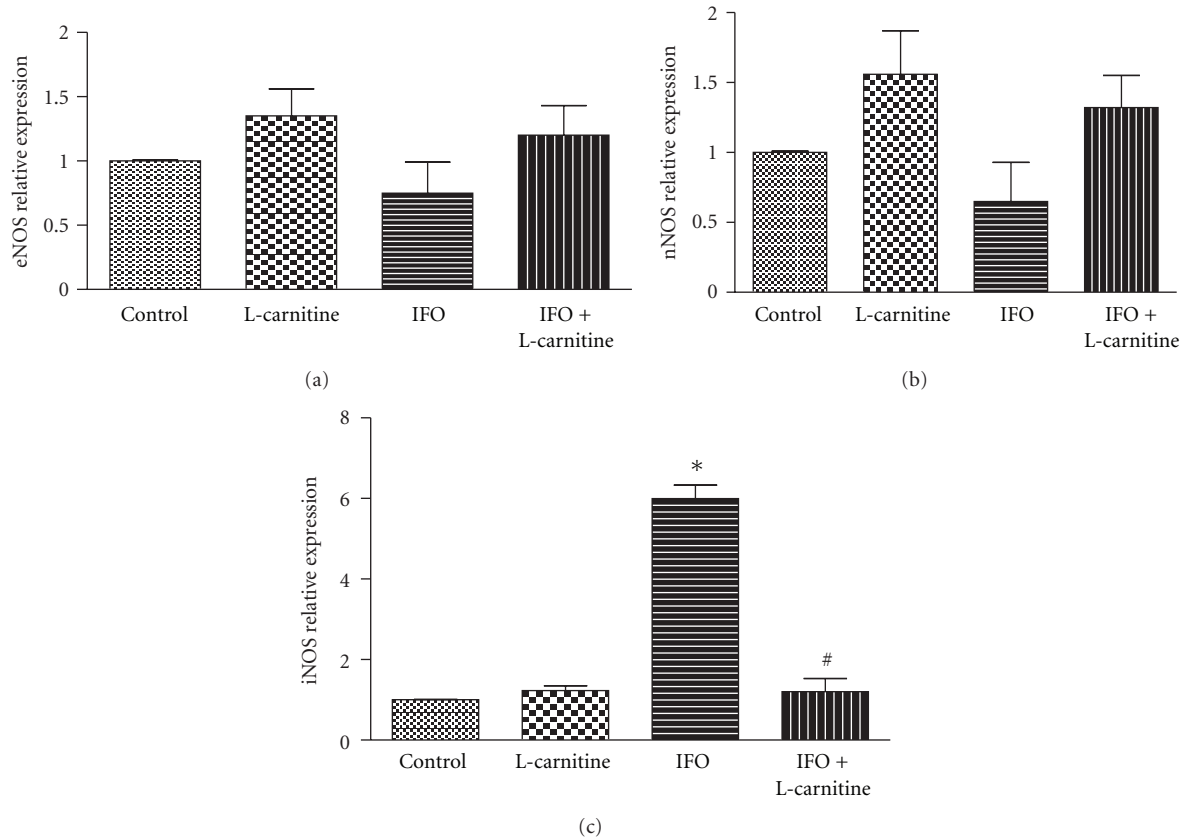 2
1.5
1
0.5
0
eNOS relative expression
Control
L-carnitine
IFO
IFO +
L-carnitine
(a)
2
1.5
1
0.5
0
nNOS relative expression
Control
L-carnitine
IFO
IFO +
L-carnitine
(b)
8
6
4
2
0
iNOS relative expression
*
#
Control
L-carnitine
IFO
IFO +
L-carnitine
(c)